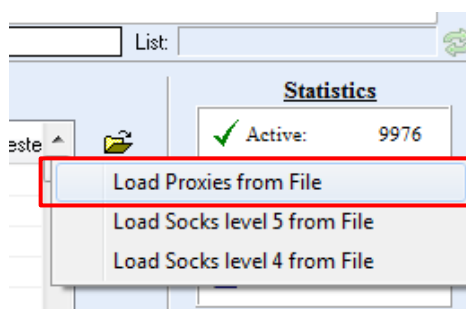 List:
Statistics
este
Active: 9976
Load Proxies from File
Load Socks level 5 from File
Load Socks level 4 from File